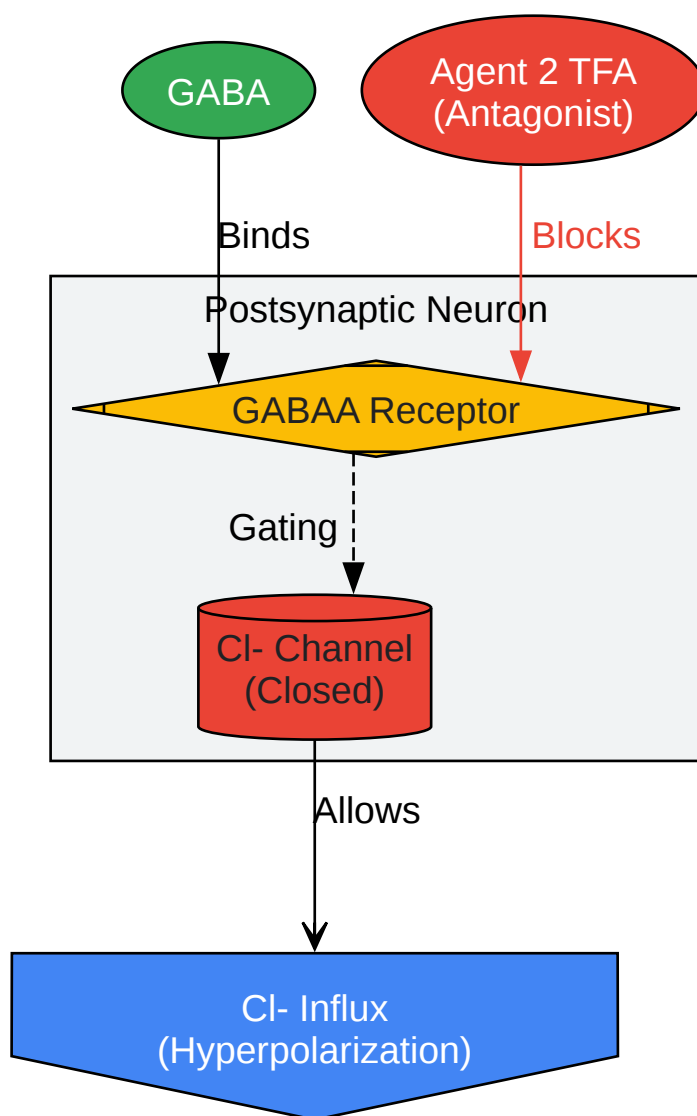 GABA
Agent 2 TFA
(Antagonist)
Binds
Blocks
Postsynaptic Neuron
GABAA Receptor
Gating
Cl- Channel
(Closed)
Allows
Cl- Influx
(Hyperpolarization)